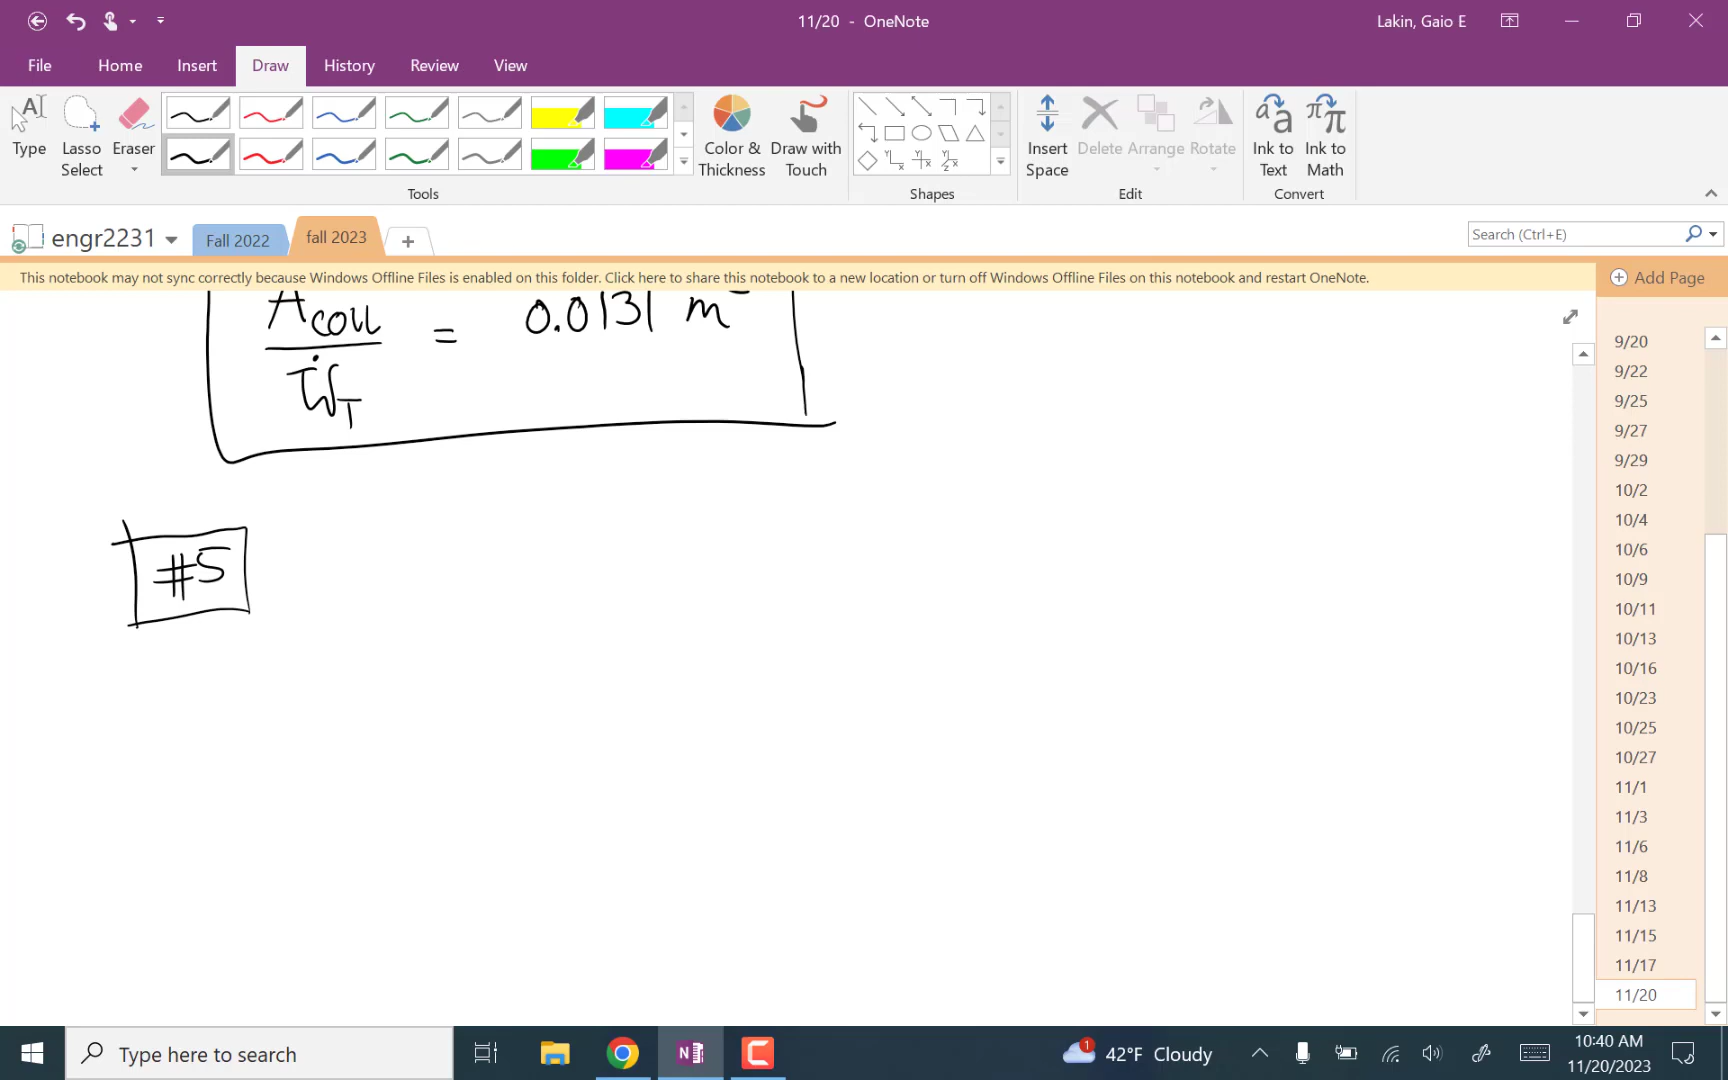 11/20 - OneNote
Lakin, Gaio E
File Home Insert Draw History Review View
Type
Lasso Select
Eraser
Color & Thickness
Draw with Touch
Insert Space
Delete
Arrange
Rotate
Ink to Text
Ink to Math
Tools
Shapes
Edit
Convert
engr2231
Fall 2022
fall 2023
Search (Ctrl+E)
This notebook may not sync correctly because Windows Offline Files is enabled on this folder. Click here to share this notebook to a new location or turn off Windows Offline Files on this notebook and restart OneNote.
Add Page
A coll / Ẇ_T = 0.0131 m
#5
9/20
9/22
9/25
9/27
9/29
10/2
10/4
10/6
10/9
10/11
10/13
10/16
10/23
10/25
10/27
11/1
11/3
11/6
11/8
11/13
11/15
11/17
11/20
Type here to search
1
42°F Cloudy
10:40 AM
11/20/2023